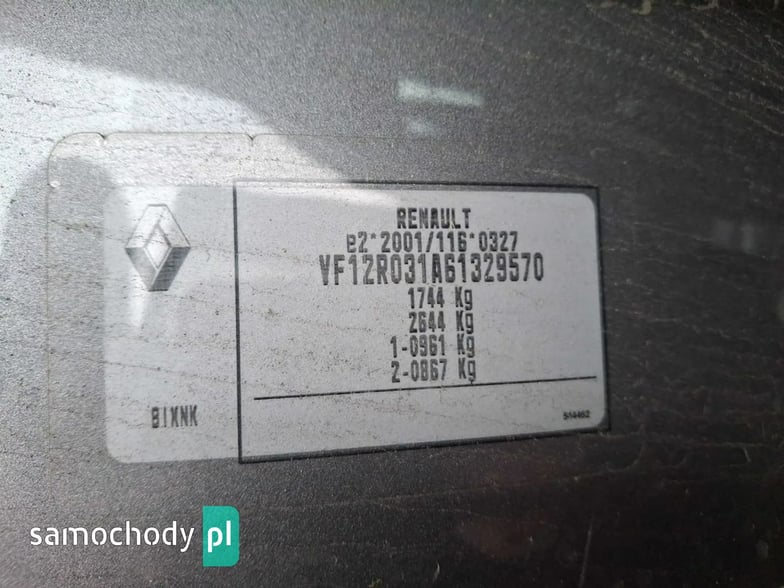 RENAULT
e2*2001/116*0327
VF12R031A61329570
1744 Kg
2644 Kg
1-0961 Kg
2-0867 Kg
BIXNK
514462
samochody pl